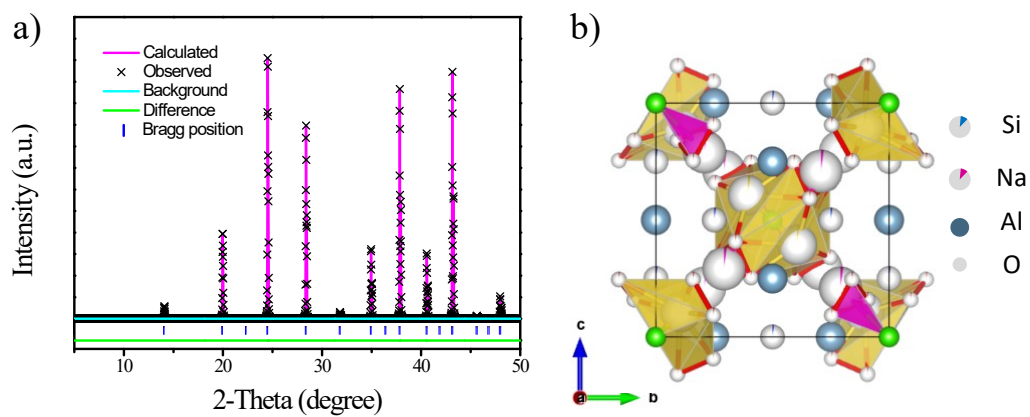 a)
Intensity (a.u.)
Calculated
Observed
Background
Difference
Bragg position
10
20
30
40
50
2-Theta (degree)
b)
c
a
b
Si
Na
Al
O